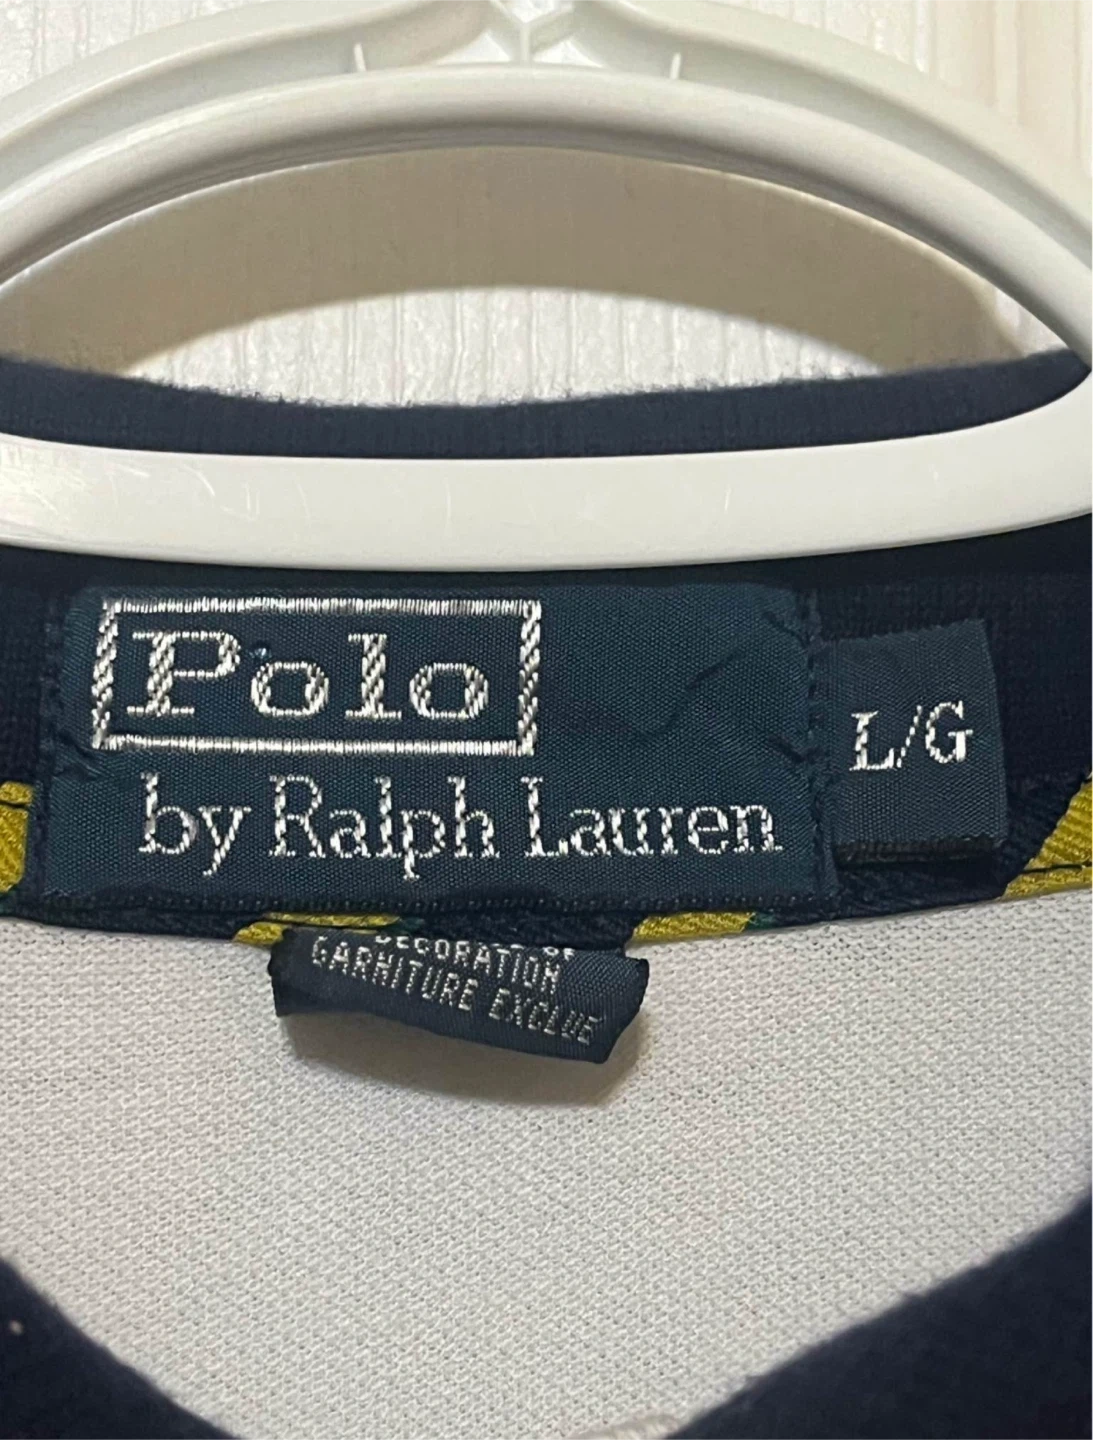 Polo
by Ralph Lauren
L/G
DECORATION
GARNITURE EXCLUE